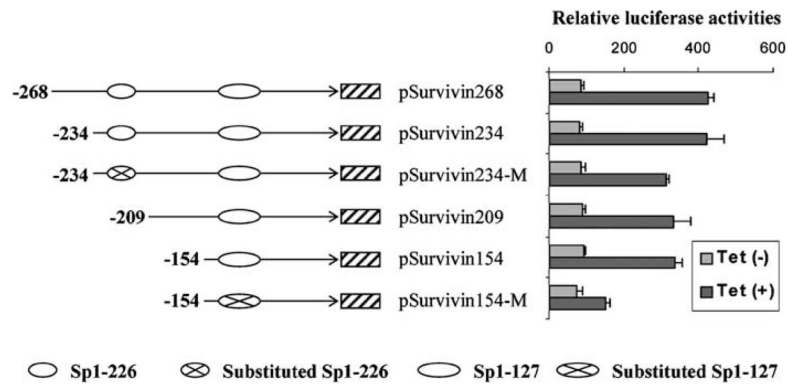 Relative luciferase activities
0 200 400 600
-268 pSurvivin268
-234 pSurvivin234
-234 pSurvivin234-M
-209 pSurvivin209
-154 pSurvivin154
-154 pSurvivin154-M
Tet (-)
Tet (+)
Sp1-226 Substituted Sp1-226 Sp1-127 Substituted Sp1-127